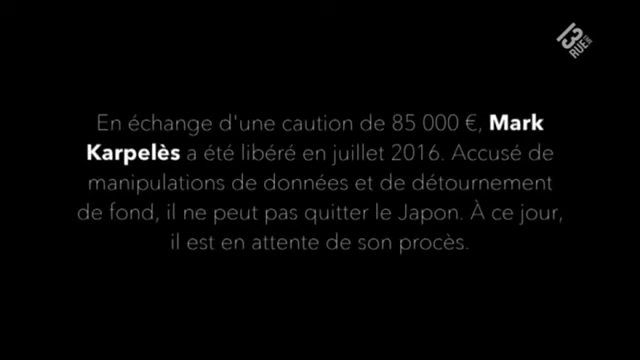 13
RUE
En échange d'une caution de 85 000 €, Mark
Karpelès a été libéré en juillet 2016. Accusé de
manipulations de données et de détournement
de fond, il ne peut pas quitter le Japon. À ce jour,
il est en attente de son procès.